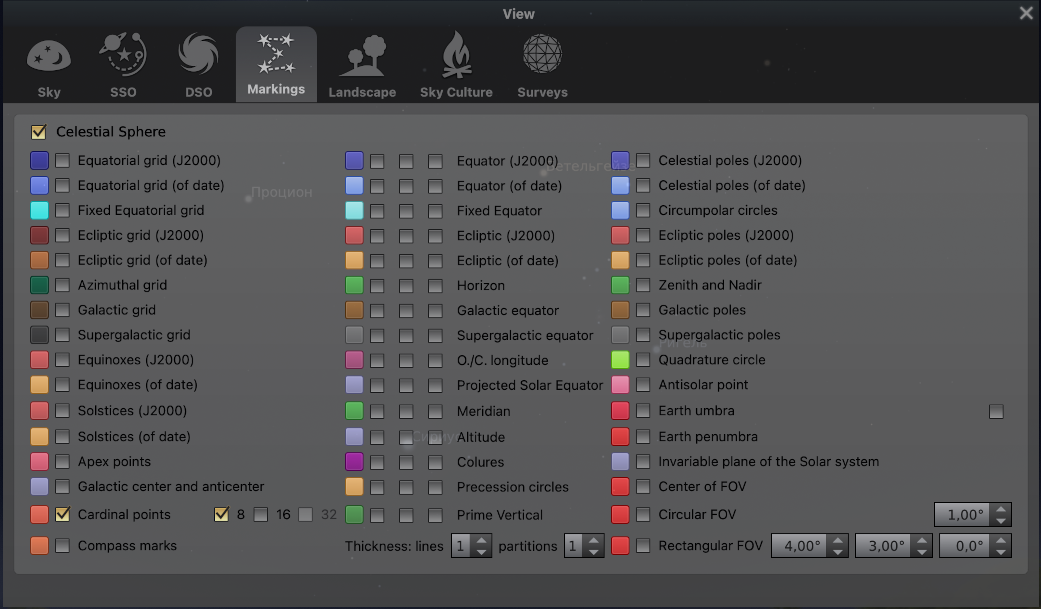 View
Sky SSO DSO Markings Landscape Sky Culture Surveys
Celestial Sphere
Equatorial grid (J2000) Equator (J2000) Celestial poles (J2000)
Бетельгейзе
Equatorial grid (of date) Equator (of date) Celestial poles (of date)
Процион
Fixed Equatorial grid Fixed Equator Circumpolar circles
Ecliptic grid (J2000) Ecliptic (J2000) Ecliptic poles (J2000)
Ecliptic grid (of date) Ecliptic (of date) Ecliptic poles (of date)
Azimuthal grid Horizon Zenith and Nadir
Galactic grid Galactic equator Galactic poles
Supergalactic grid Supergalactic equator Supergalactic poles
Equinoxes (J2000) O./C. longitude Quadrature circle
Equinoxes (of date) Projected Solar Equator Antisolar point
Solstices (J2000) Meridian Earth umbra
Solstices (of date) Altitude Earth penumbra
Apex points Colures Invariable plane of the Solar system
Galactic center and anticenter Precession circles Center of FOV
Cardinal points 8 16 32 Prime Vertical Circular FOV 1,00°
Compass marks Thickness: lines 1 partitions 1 Rectangular FOV 4,00° 3,00° 0,0°